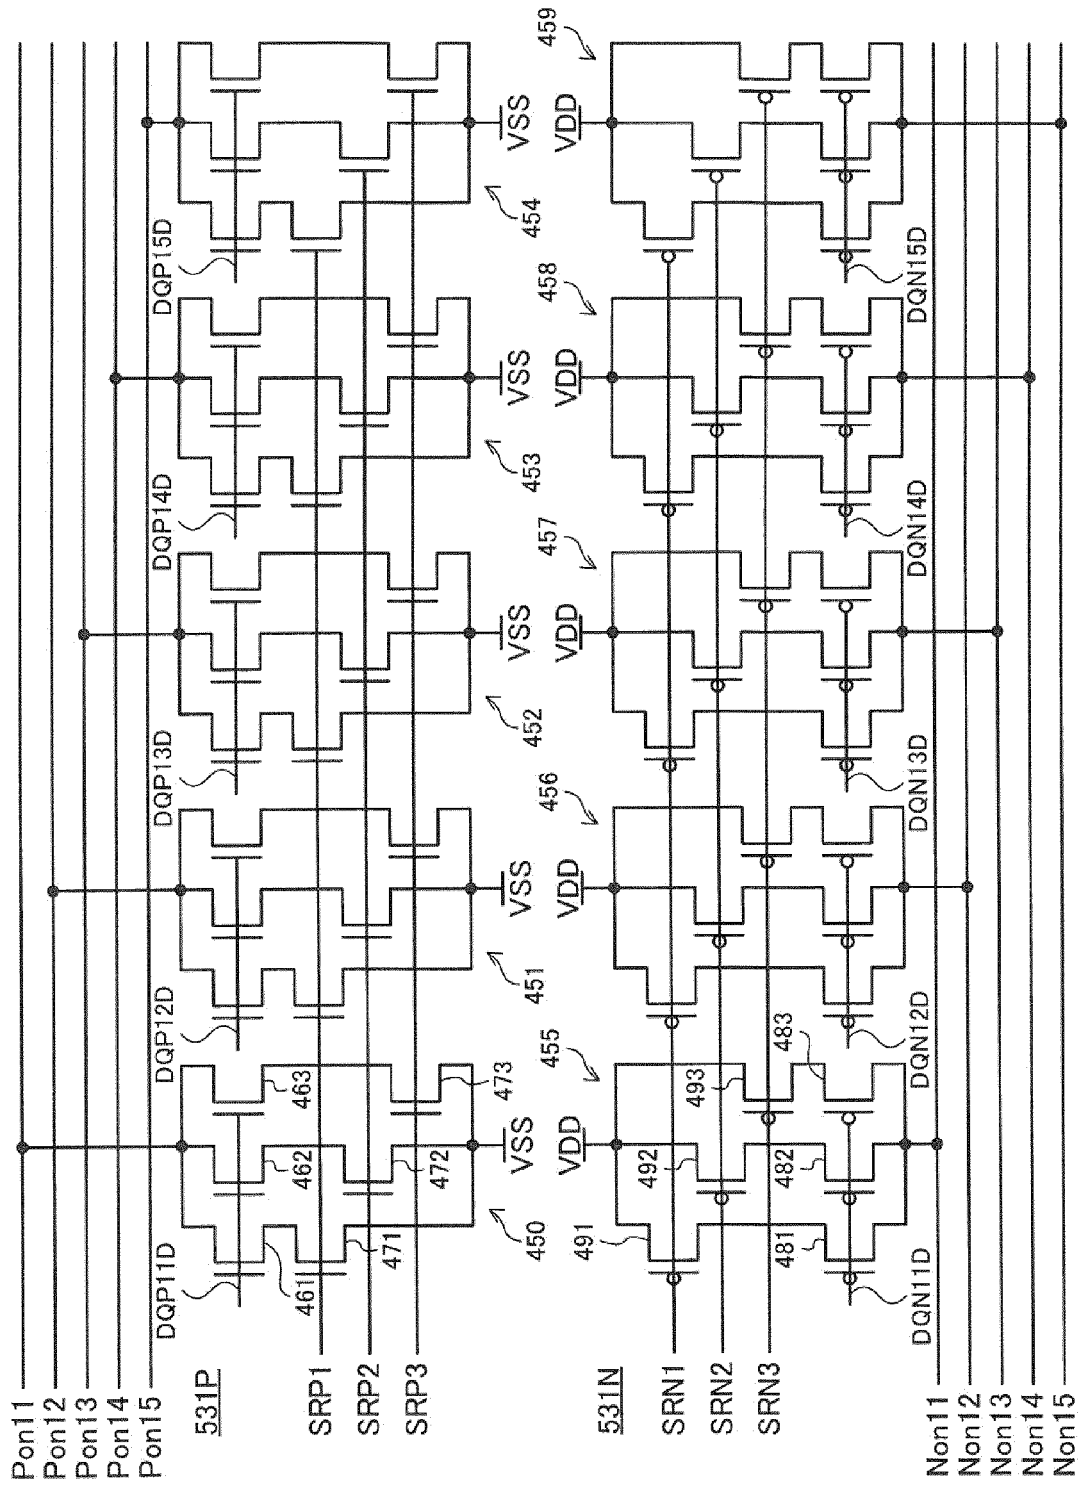 Pon11
Pon12
Pon13
Pon14
Pon15
531P
DQP11D
DQP12D
DQP13D
DQP14D
DQP15D
461
462
463
471
472
473
SRP1
SRP2
SRP3
VSS
VSS
VSS
VSS
VSS
450
451
452
453
454
455
456
457
458
459
VDD
VDD
VDD
VDD
VDD
531N
491
492
493
SRN1
SRN2
SRN3
481
482
483
DQN11D
DQN12D
DQN13D
DQN14D
DQN15D
Non11
Non12
Non13
Non14
Non15